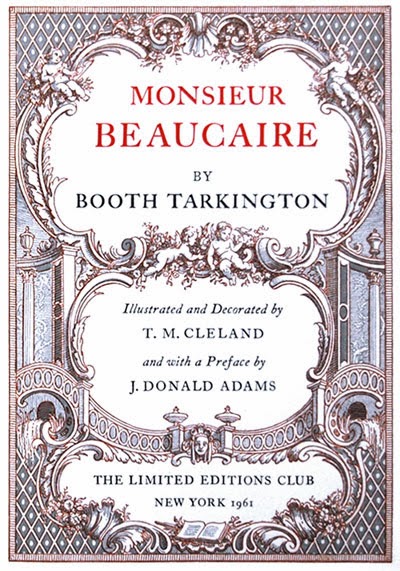 MONSIEUR
BEAUCAIRE
BY
BOOTH TARKINGTON
Illustrated and Decorated by
T. M. CLELAND
and with a Preface by
J. DONALD ADAMS
THE LIMITED EDITIONS CLUB
NEW YORK 1961